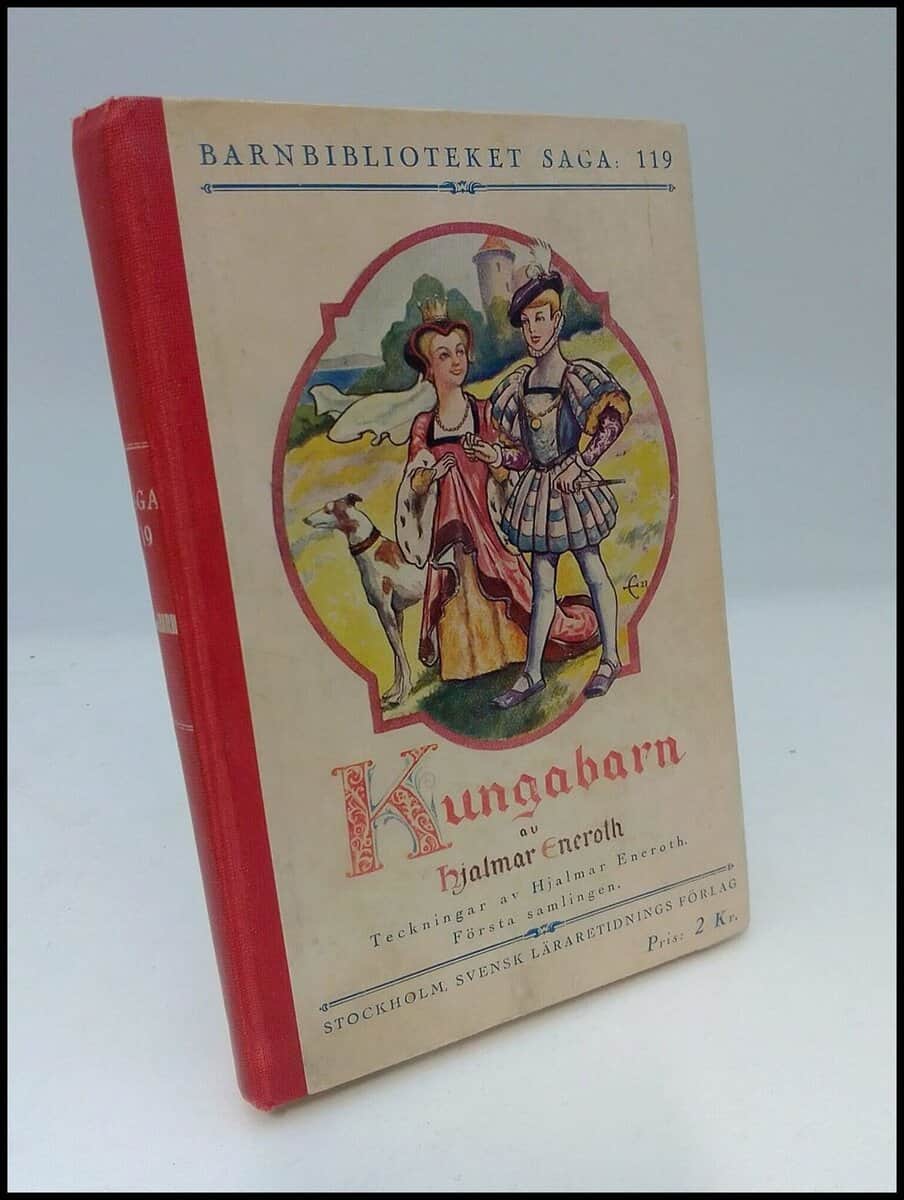 BARNBIBLIOTEKET SAGA: 119
Kungabarn
av
Hjalmar Eneroth
Teckningar av Hjalmar Eneroth.
Första samlingen.
STOCKHOLM, SVENSK LÄRARETIDNINGS FÖRLAG
Pris: 2 Kr.